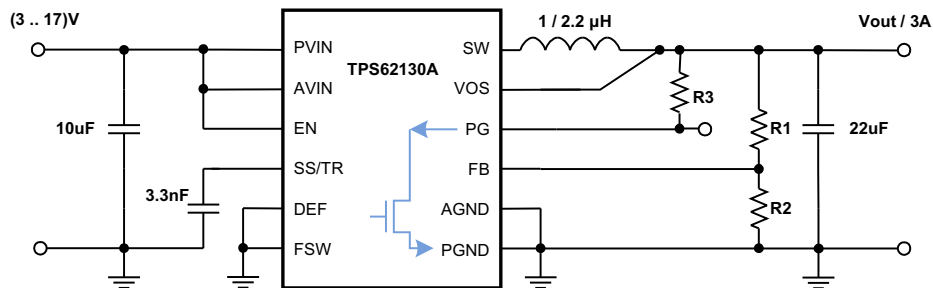 (3 .. 17)V
1 / 2.2 µH
Vout / 3A
TPS62130A
PVIN
SW
AVIN
VOS
R3
10uF
EN
PG
R1
22uF
SS/TR
FB
3.3nF
DEF
AGND
R2
FSW
PGND